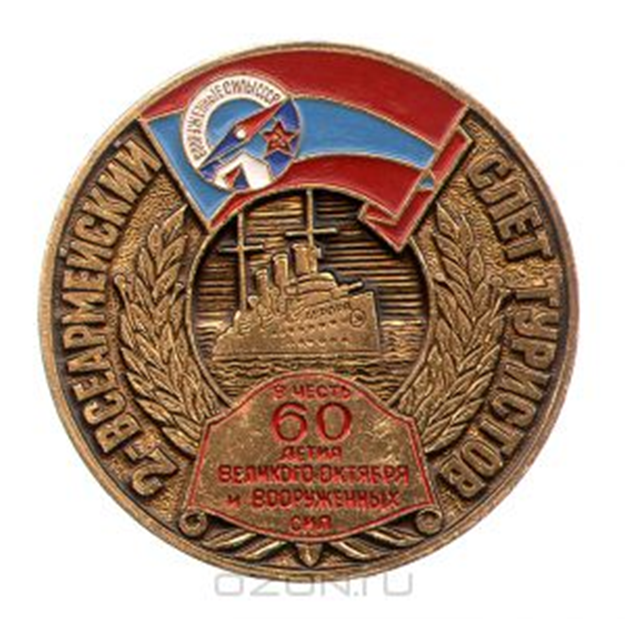 ВООРУЖЕННЫЕ СИЛЫ СССР
2-ВСЕАРМЕЙСКИЙ
СЛЕТ ТУРИСТОВ
В ЧЕСТЬ
60
ЛЕТИЯ
ВЕЛИКОГО ОКТЯБРЯ
И ВООРУЖЕННЫХ
СИЛ
OZON.RU